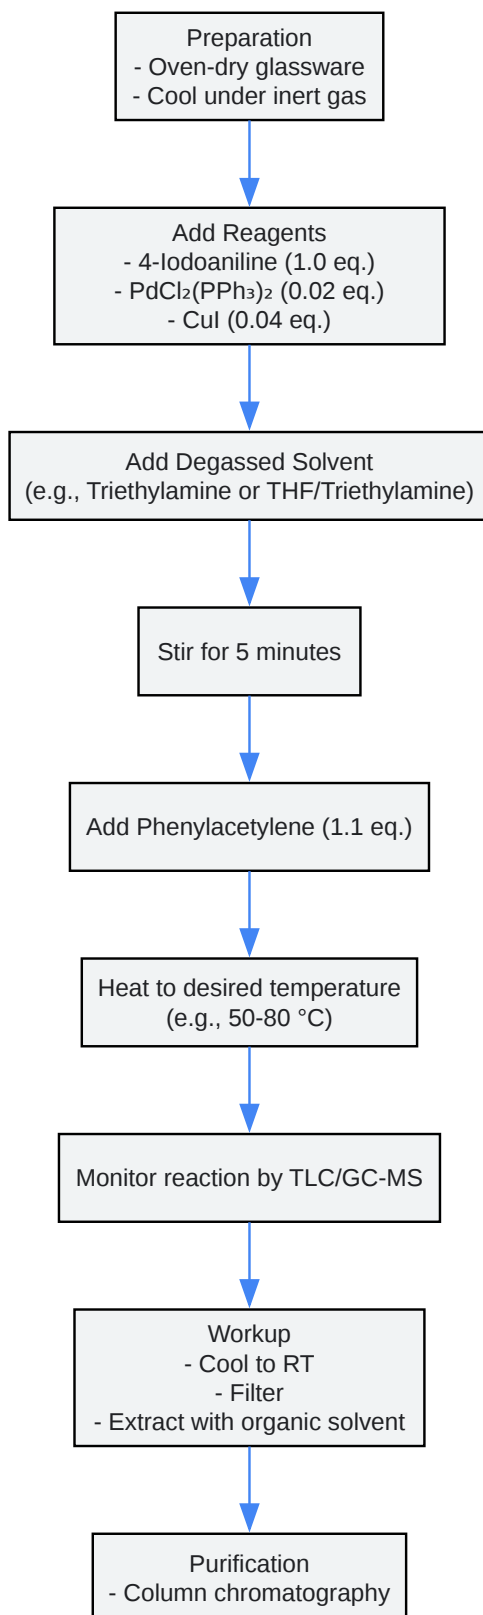 Preparation
- Oven-dry glassware
- Cool under inert gas
Add Reagents
- 4-Iodoaniline (1.0 eq.)
- PdCl₂(PPh₃)₂ (0.02 eq.)
- CuI (0.04 eq.)
Add Degassed Solvent
(e.g., Triethylamine or THF/Triethylamine)
Stir for 5 minutes
Add Phenylacetylene (1.1 eq.)
Heat to desired temperature
(e.g., 50-80 °C)
Monitor reaction by TLC/GC-MS
Workup
- Cool to RT
- Filter
- Extract with organic solvent
Purification
- Column chromatography